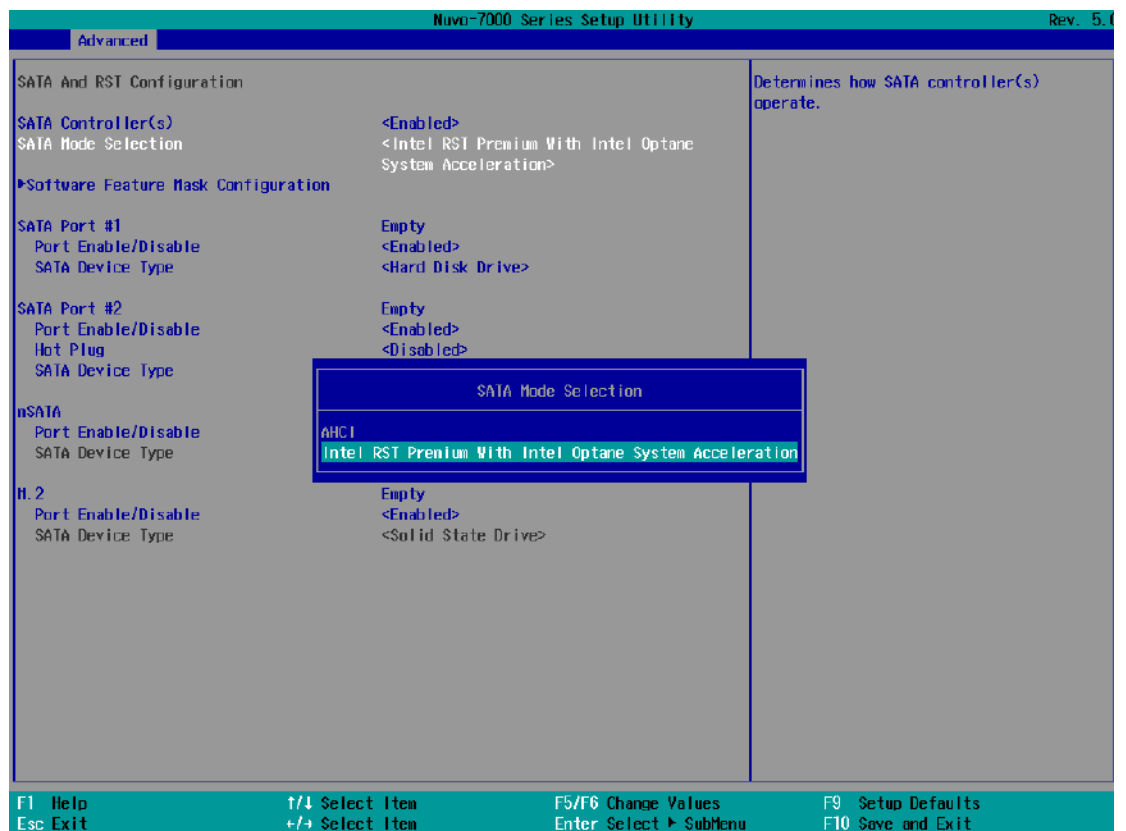 Nuvo-7000 Series Setup Utility Rev. 5.0
Advanced
SATA And RST Configuration
Determines how SATA controller(s)
operate.
SATA Controller(s) <Enabled>
SATA Mode Selection <Intel RST Premium With Intel Optane
System Acceleration>
►Software Feature Mask Configuration
SATA Port #1 Empty
Port Enable/Disable <Enabled>
SATA Device Type <Hard Disk Drive>
SATA Port #2 Empty
Port Enable/Disable <Enabled>
Hot Plug <Disabled>
SATA Device Type
mSATA
Port Enable/Disable
SATA Device Type
SATA Mode Selection
AHCI
Intel RST Premium With Intel Optane System Acceleration
M.2 Empty
Port Enable/Disable <Enabled>
SATA Device Type <Solid State Drive>
F1 Help ↑/↓ Select Item F5/F6 Change Values F9 Setup Defaults
Esc Exit ←/→ Select Item Enter Select ► SubMenu F10 Save and Exit